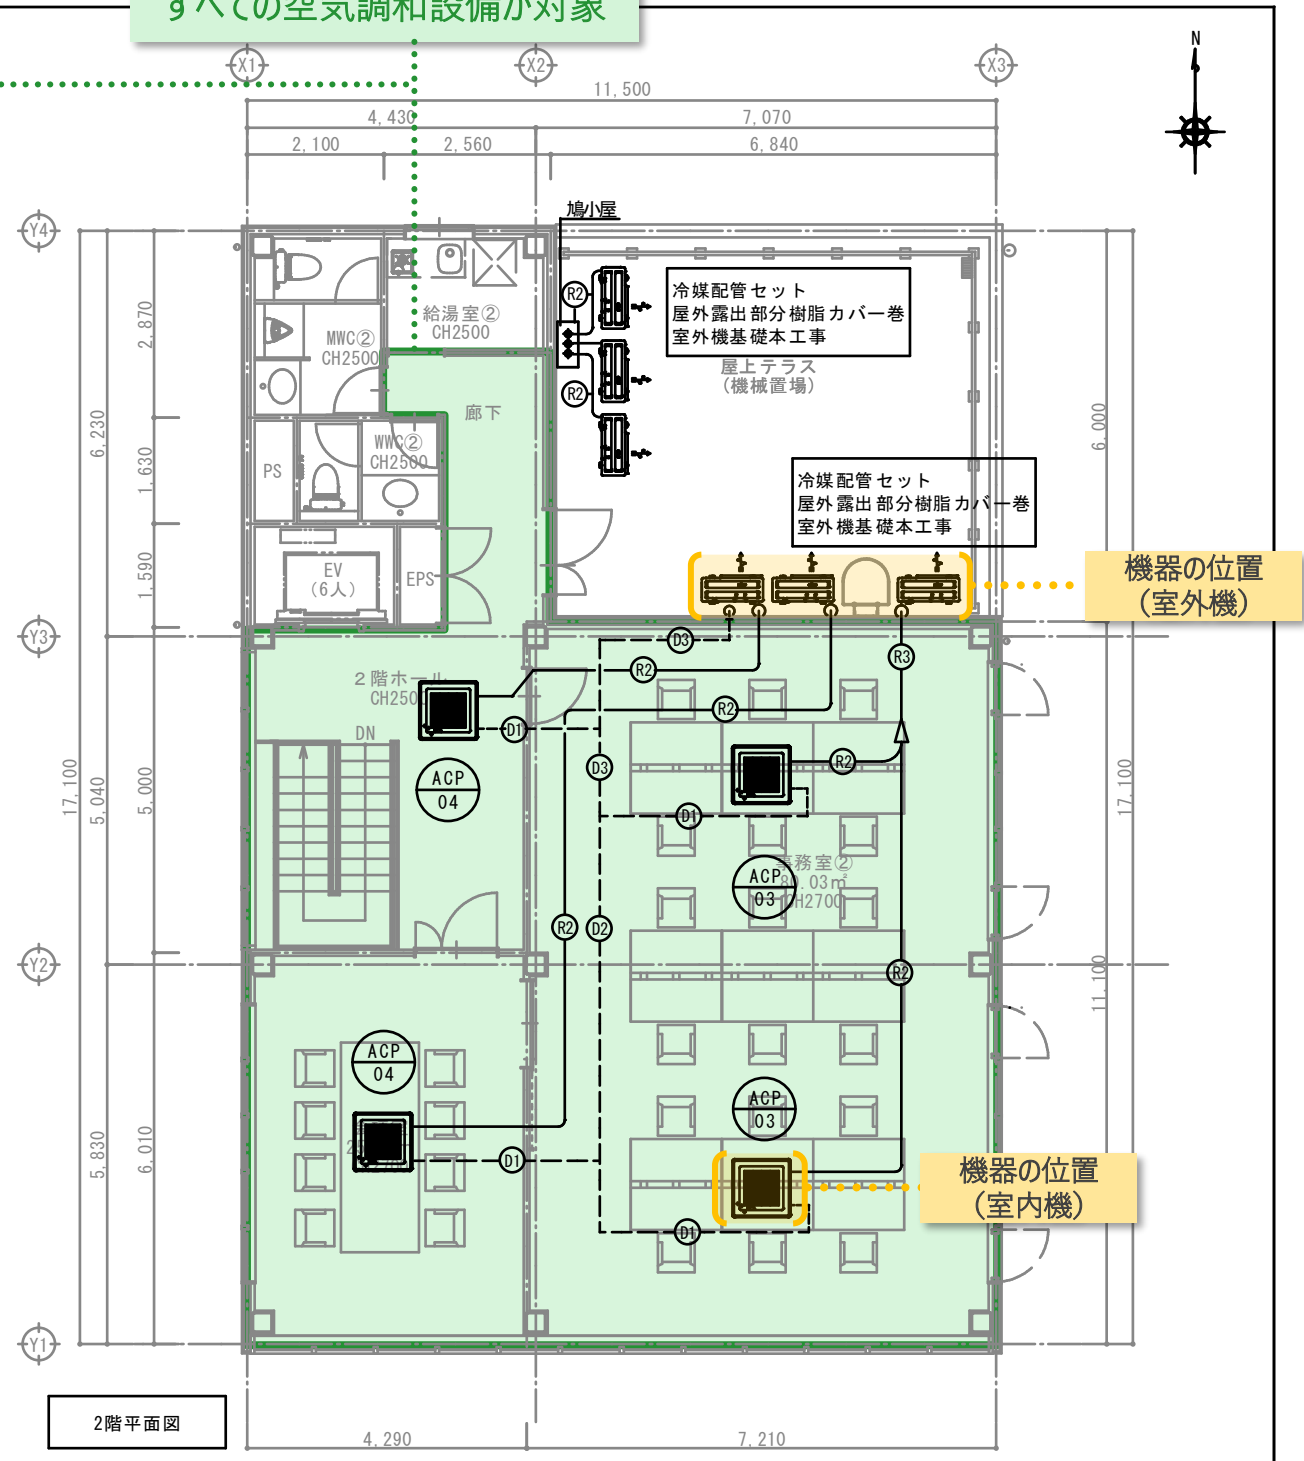 すべての空気調和設備が対象
X1
X2
X3
N
11,500
4,430
7,070
2,100
2,560
6,840
鳩小屋
Y4
R2
冷媒配管セット
屋外露出部分樹脂カバー巻
室外機基礎本工事
給湯室②
CH2500
MWC②
CH2500
屋上テラス
(機械置場)
R2
廊下
2,870
6,230
6,000
WWC②
CH2500
PS
1,630
冷媒配管セット
屋外露出部分樹脂カバー巻
室外機基礎本工事
EV
(6人)
EPS
1,590
機器の位置
(室外機)
Y3
D3
R2
R3
2階ホール
CH250
R2
D1
DN
D3
R2
ACP
04
D1
17,100
5,040
5,000
17,100
事務室②
80.03㎡
CH2700
ACP
03
R2
D2
Y2
R2
11,100
ACP
04
ACP
03
5,830
6,010
D1
機器の位置
(室内機)
D1
Y1
2階平面図
4,290
7,210